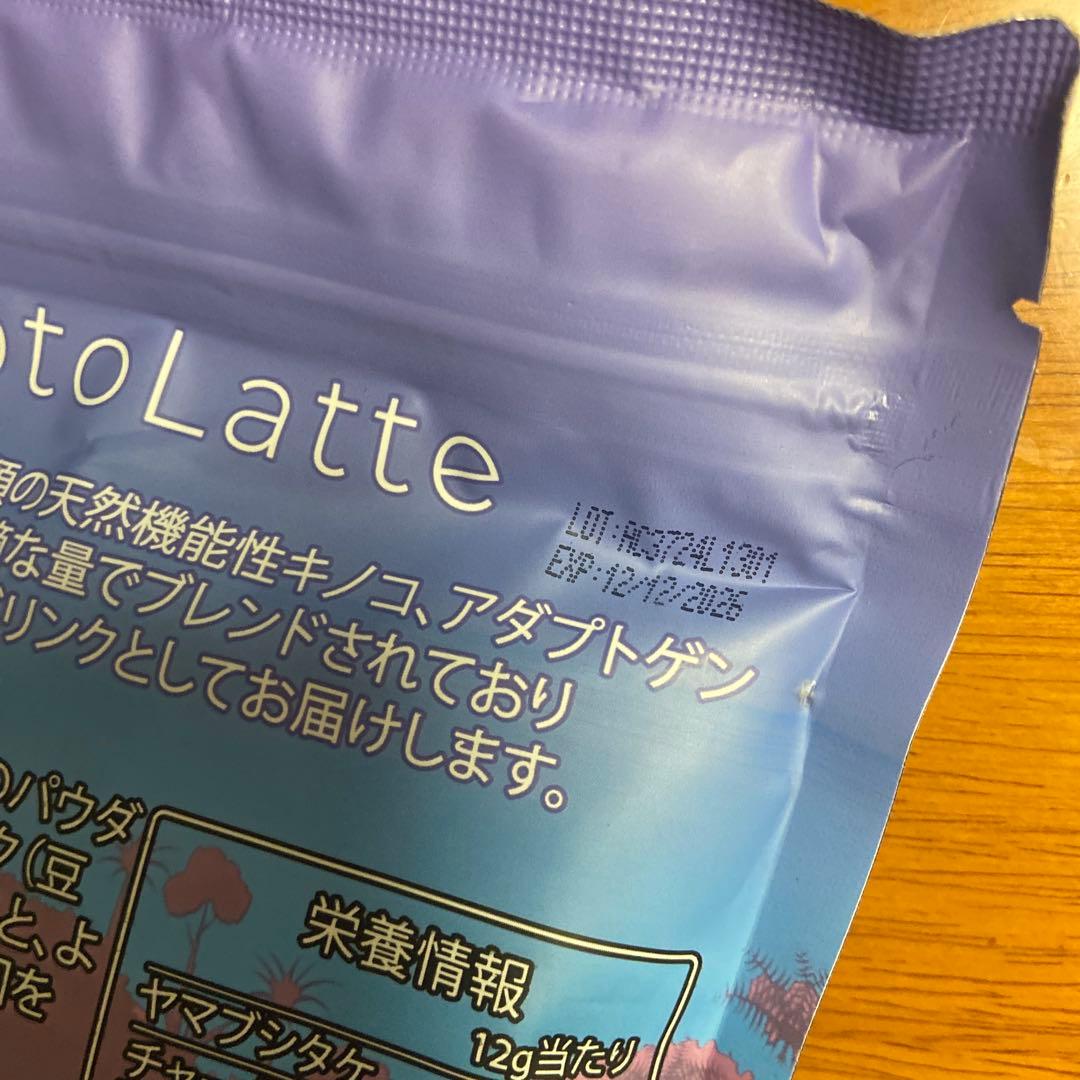 toLatte
LOT:AC3724L1301
EXP:12/12/2026
の天然機能性キノコ、アダプトゲン
な量でブレンドされており
リンクとしてお届けします。
のパウダ
(豆
と、よ
を
栄養情報
12g当たり
ヤマブシタケ
チャ